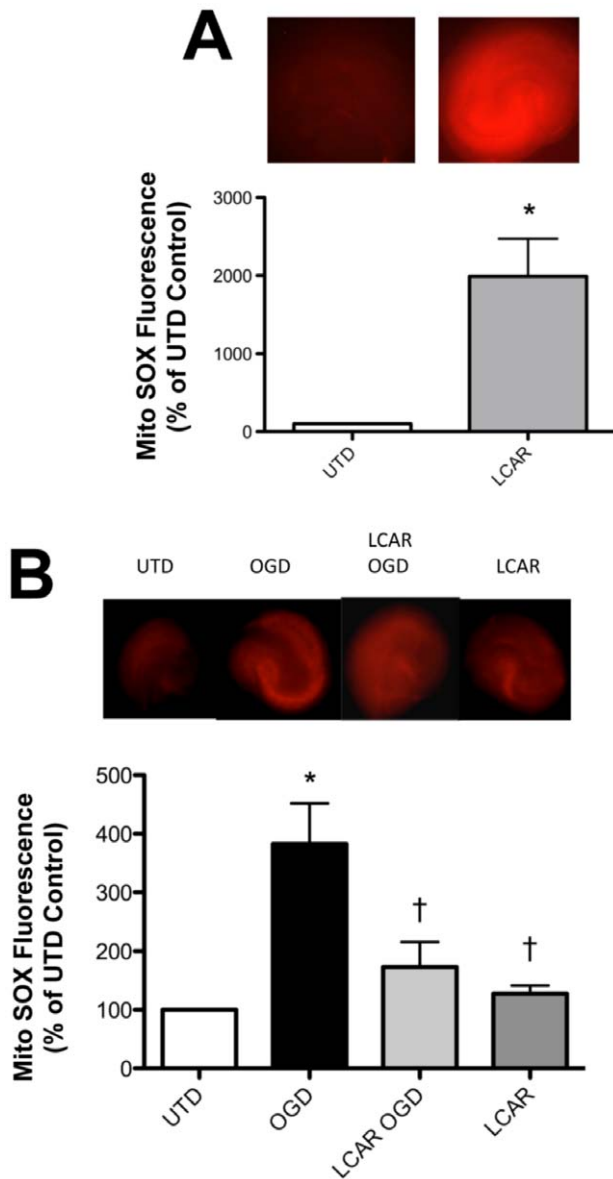 A
Mito SOX Fluorescence
(% of UTD Control)
3000
2000
1000
0
*
UTD
LCAR
B
UTD
OGD
LCAR
OGD
LCAR
Mito SOX Fluorescence
(% of UTD Control)
500
400
300
200
100
0
*
†
†
UTD
OGD
LCAR OGD
LCAR